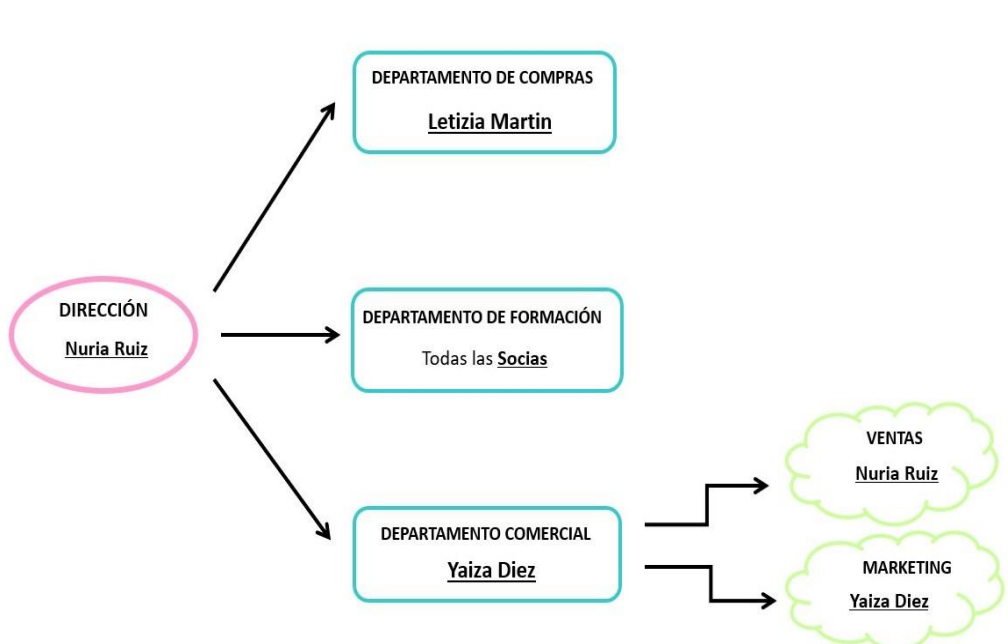 DEPARTAMENTO DE COMPRAS
Letizia Martin
DIRECCIÓN
Nuria Ruiz
DEPARTAMENTO DE FORMACIÓN
Todas las Socias
DEPARTAMENTO COMERCIAL
Yaiza Diez
VENTAS
Nuria Ruiz
MARKETING
Yaiza Diez